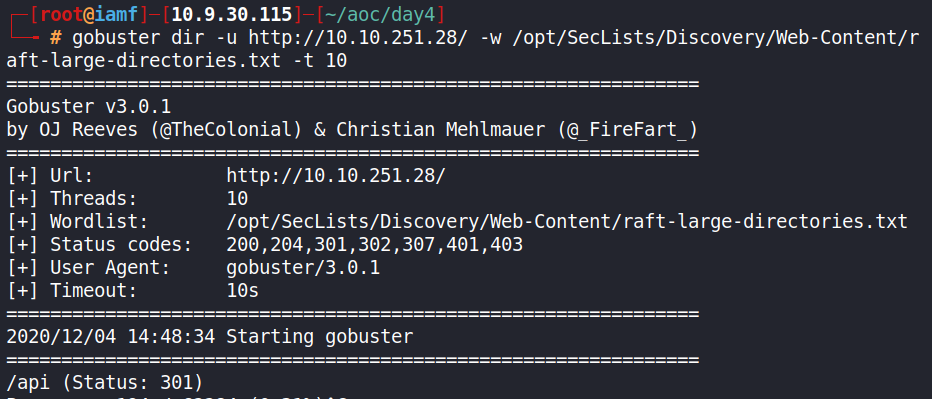 ┌─[root@iamf]─[10.9.30.115]─[~/aoc/day4]
└╼ # gobuster dir -u http://10.10.251.28/ -w /opt/SecLists/Discovery/Web-Content/r
aft-large-directories.txt -t 10
===============================================================
Gobuster v3.0.1
by OJ Reeves (@TheColonial) & Christian Mehlmauer (@_FireFart_)
===============================================================
[+] Url:            http://10.10.251.28/
[+] Threads:        10
[+] Wordlist:       /opt/SecLists/Discovery/Web-Content/raft-large-directories.txt
[+] Status codes:   200,204,301,302,307,401,403
[+] User Agent:     gobuster/3.0.1
[+] Timeout:        10s
===============================================================
2020/12/04 14:48:34 Starting gobuster
===============================================================
/api (Status: 301)